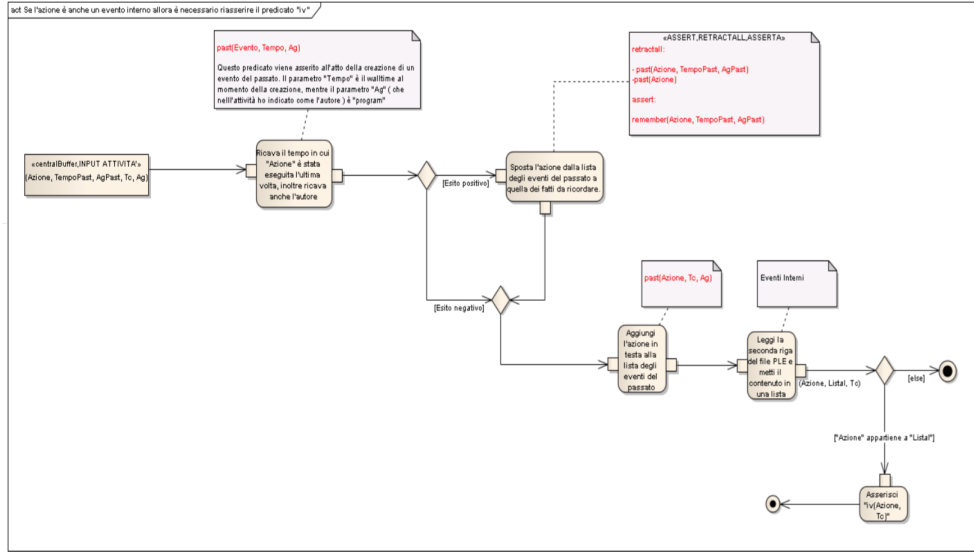 act Se l'azione é anche un evento interno allora é necessario riasserire il predicato "iv"
past(Evento, Tempo, Ag)
Questo predicato viene asserito all'atto della creazione di un
evento del passato. Il parametro "Tempo" é il walltime al
momento della creazione, mentre il parametro "Ag" ( che
nelll'attività ho indicato come l'autore ) é "program"
«ASSERT,RETRACTALL,ASSERTA»
retractall:
- past(Azione, TempoPast, AgPast)
-past(Azione)
assert:
remember(Azione, TempoPast, AgPast)
«centralBuffer,INPUT ATTIVITA'»
(Azione, TempoPast, AgPast, Tc, Ag)
Ricava il tempo in cui
"Azione" é stata
eseguita l'ultima
volta, inoltre ricava
anche l'autore
[Esito positivo]
Sposta l'azione dalla lista
degli eventi del passato a
quella dei fatti da ricordare.
[Esito negativo]
past(Azione, Tc, Ag)
Eventi Interni
Aggiungi
l'azione in
testa alla
lista degli
eventi del
passato
Leggi la
seconda riga
del file PLE e
metti il
contenuto in
una lista
(Azione, ListaI, Tc)
[else]
["Azione" appartiene a "ListaI"]
Asserisci
"iv(Azione,
Tc)"